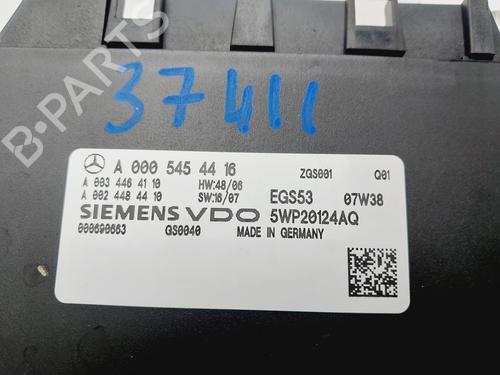 37411
A 000 545 44 16 ZGS001 Q01
A 003 446 41 10 HW:48/06 EGS53 07W38
A 002 448 44 10 SW:16/07
SIEMENS VDO 5WP20124AQ
000690663 GS0040 MADE IN GERMANY
B-PARTS